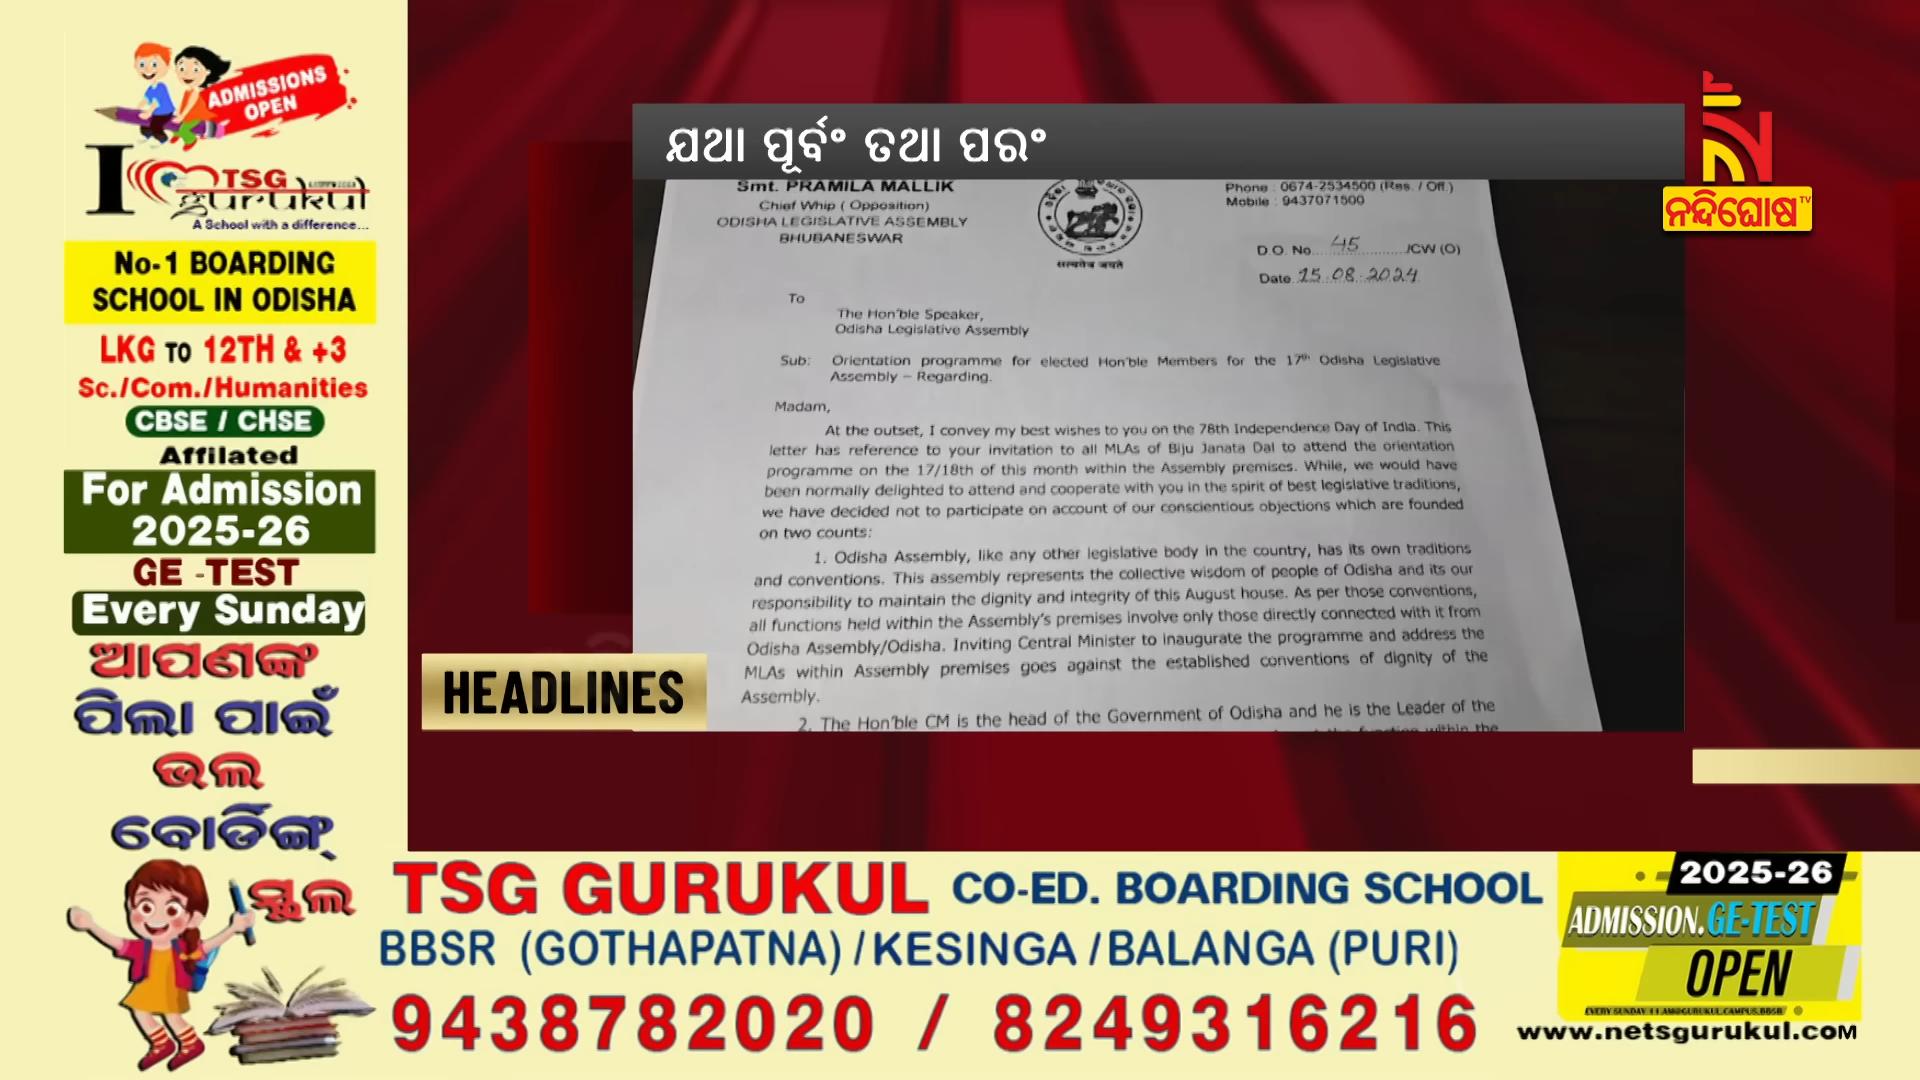 ADMISSIONS
OPEN
I
TSG
gurukul
A School with a difference...
No-1 BOARDING
SCHOOL IN ODISHA
LKG TO 12TH & +3
Sc./Com./Humanities
CBSE / CHSE
Affilated
For Admission
2025-26
GE -TEST
Every Sunday
ଆପଣଙ୍କ
ପିଲା ପାଇଁ
ଭଲ
ବୋର୍ଡିଙ୍ଗ୍
ସ୍କୁଲ
ଯଥା ପୂର୍ବଂ ତଥା ପରଂ
ନନ୍ଦିଘୋଷ TV
Smt. PRAMILA MALLIK
Chief Whip ( Opposition)
ODISHA LEGISLATIVE ASSEMBLY
BHUBANESWAR
सत्यमेव जयते
Phone : 0674-2534500 (Res. / Off.)
Mobile : 9437071500
D.O. No. 45 /CW (O)
Date 15.08.2024
To
The Hon'ble Speaker,
Odisha Legislative Assembly
Sub: Orientation programme for elected Hon'ble Members for the 17th Odisha Legislative
Assembly – Regarding.
Madam,
At the outset, I convey my best wishes to you on the 78th Independence Day of India. This
letter has reference to your invitation to all MLAs of Biju Janata Dal to attend the orientation
programme on the 17/18th of this month within the Assembly premises. While, we would have
been normally delighted to attend and cooperate with you in the spirit of best legislative traditions,
we have decided not to participate on account of our conscientious objections which are founded
on two counts:
1. Odisha Assembly, like any other legislative body in the country, has its own traditions
and conventions. This assembly represents the collective wisdom of people of Odisha and its our
responsibility to maintain the dignity and integrity of this August house. As per those conventions,
all functions held within the Assembly's premises involve only those directly connected with it from
Odisha Assembly/Odisha. Inviting Central Minister to inaugurate the programme and address the
MLAs within Assembly premises goes against the established conventions of dignity of the
Assembly.
2. The Hon'ble CM is the head of the Government of Odisha and he is the Leader of the
the function within the
HEADLINES
TSG GURUKUL CO-ED. BOARDING SCHOOL
BBSR (GOTHAPATNA) / KESINGA / BALANGA (PURI)
9438782020 / 8249316216
2025-26
ADMISSION.GE-TEST
OPEN
EVERY SUNDAY 11 AM@GURUKUL CAMPUS,BBSR
www.netsgurukul.com